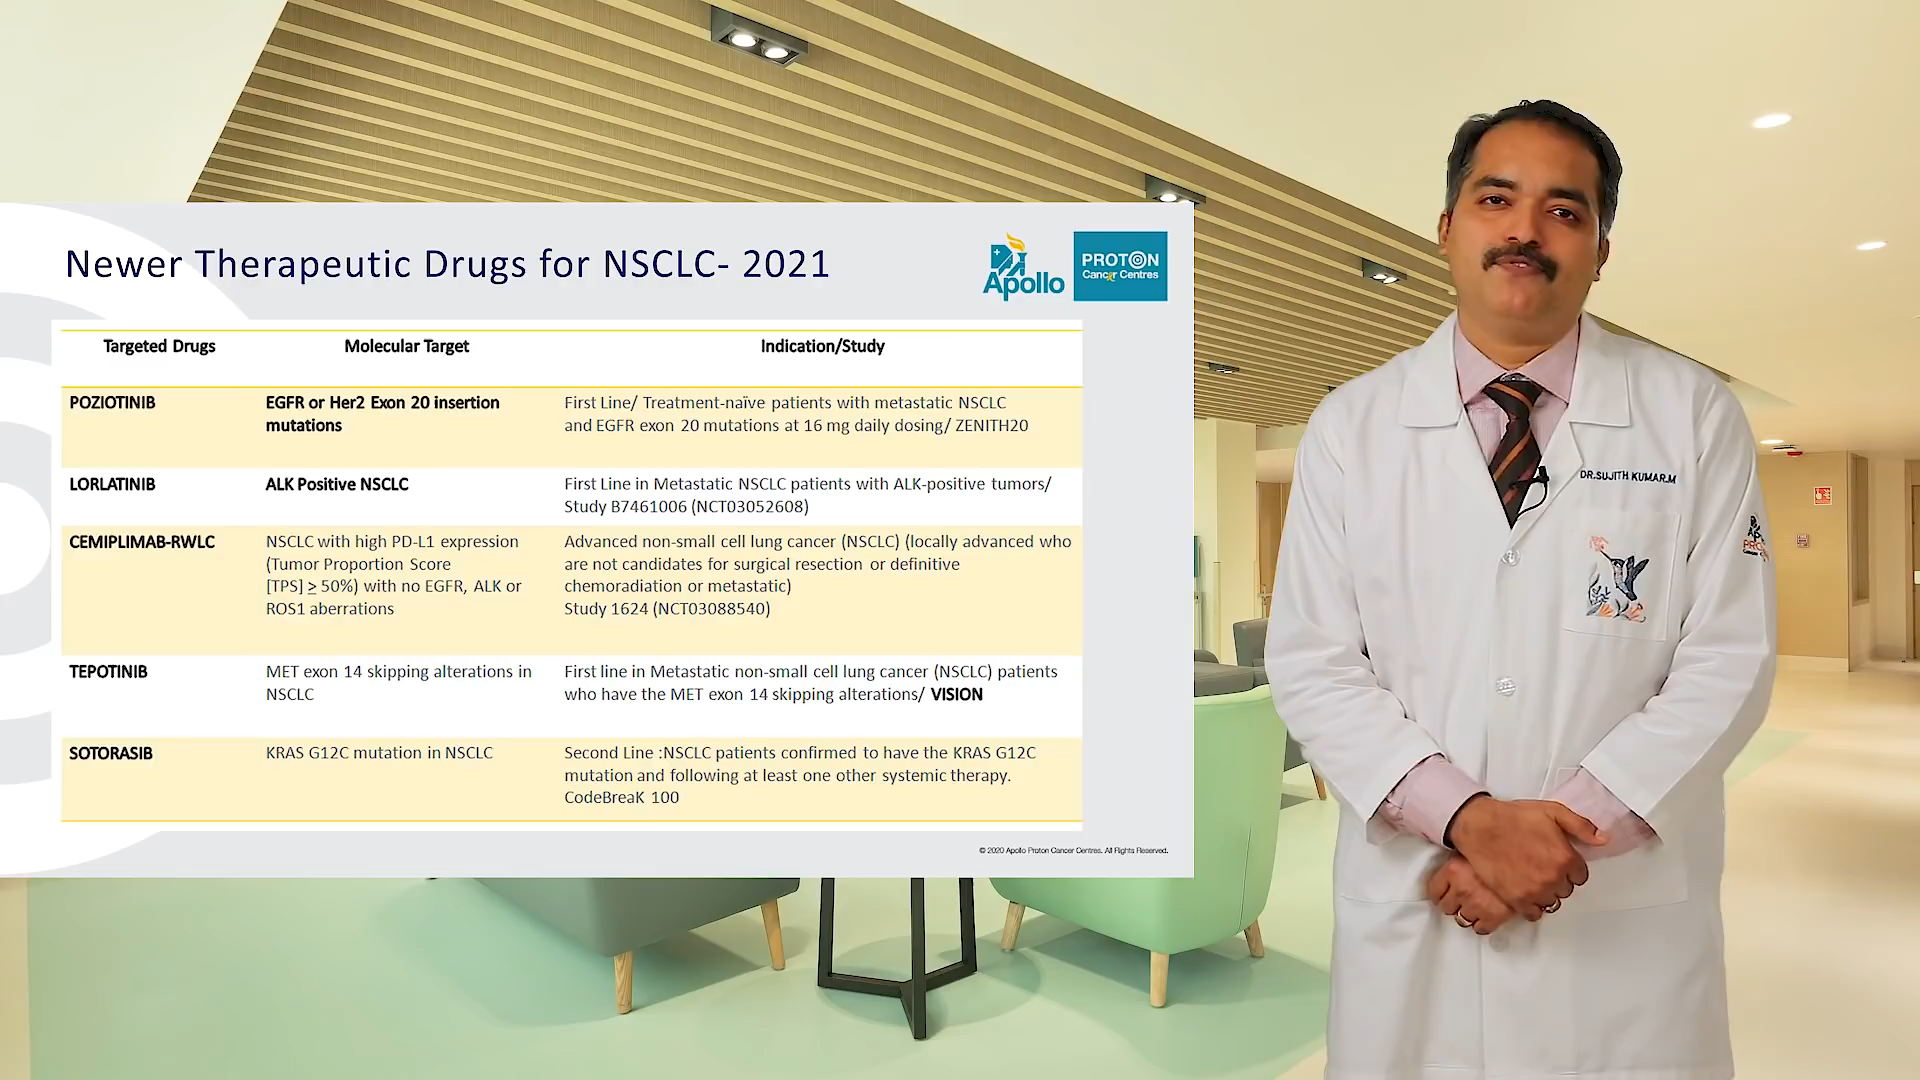 Newer Therapeutic Drugs for NSCLC- 2021
Apollo
PROTON
Cancer Centres
Targeted Drugs
Molecular Target
Indication/Study
POZIOTINIB
EGFR or Her2 Exon 20 insertion
mutations
First Line/ Treatment-naïve patients with metastatic NSCLC
and EGFR exon 20 mutations at 16 mg daily dosing/ ZENITH20
LORLATINIB
ALK Positive NSCLC
First Line in Metastatic NSCLC patients with ALK-positive tumors/
Study B7461006 (NCT03052608)
CEMIPLIMAB-RWLC
NSCLC with high PD-L1 expression
(Tumor Proportion Score
[TPS] ≥ 50%) with no EGFR, ALK or
ROS1 aberrations
Advanced non-small cell lung cancer (NSCLC) (locally advanced who
are not candidates for surgical resection or definitive
chemoradiation or metastatic)
Study 1624 (NCT03088540)
TEPOTINIB
MET exon 14 skipping alterations in
NSCLC
First line in Metastatic non-small cell lung cancer (NSCLC) patients
who have the MET exon 14 skipping alterations/ VISION
SOTORASIB
KRAS G12C mutation in NSCLC
Second Line :NSCLC patients confirmed to have the KRAS G12C
mutation and following at least one other systemic therapy.
CodeBreaK 100
© 2020 Apollo Proton Cancer Centres. All Rights Reserved.
DR.SUJITH KUMAR.M